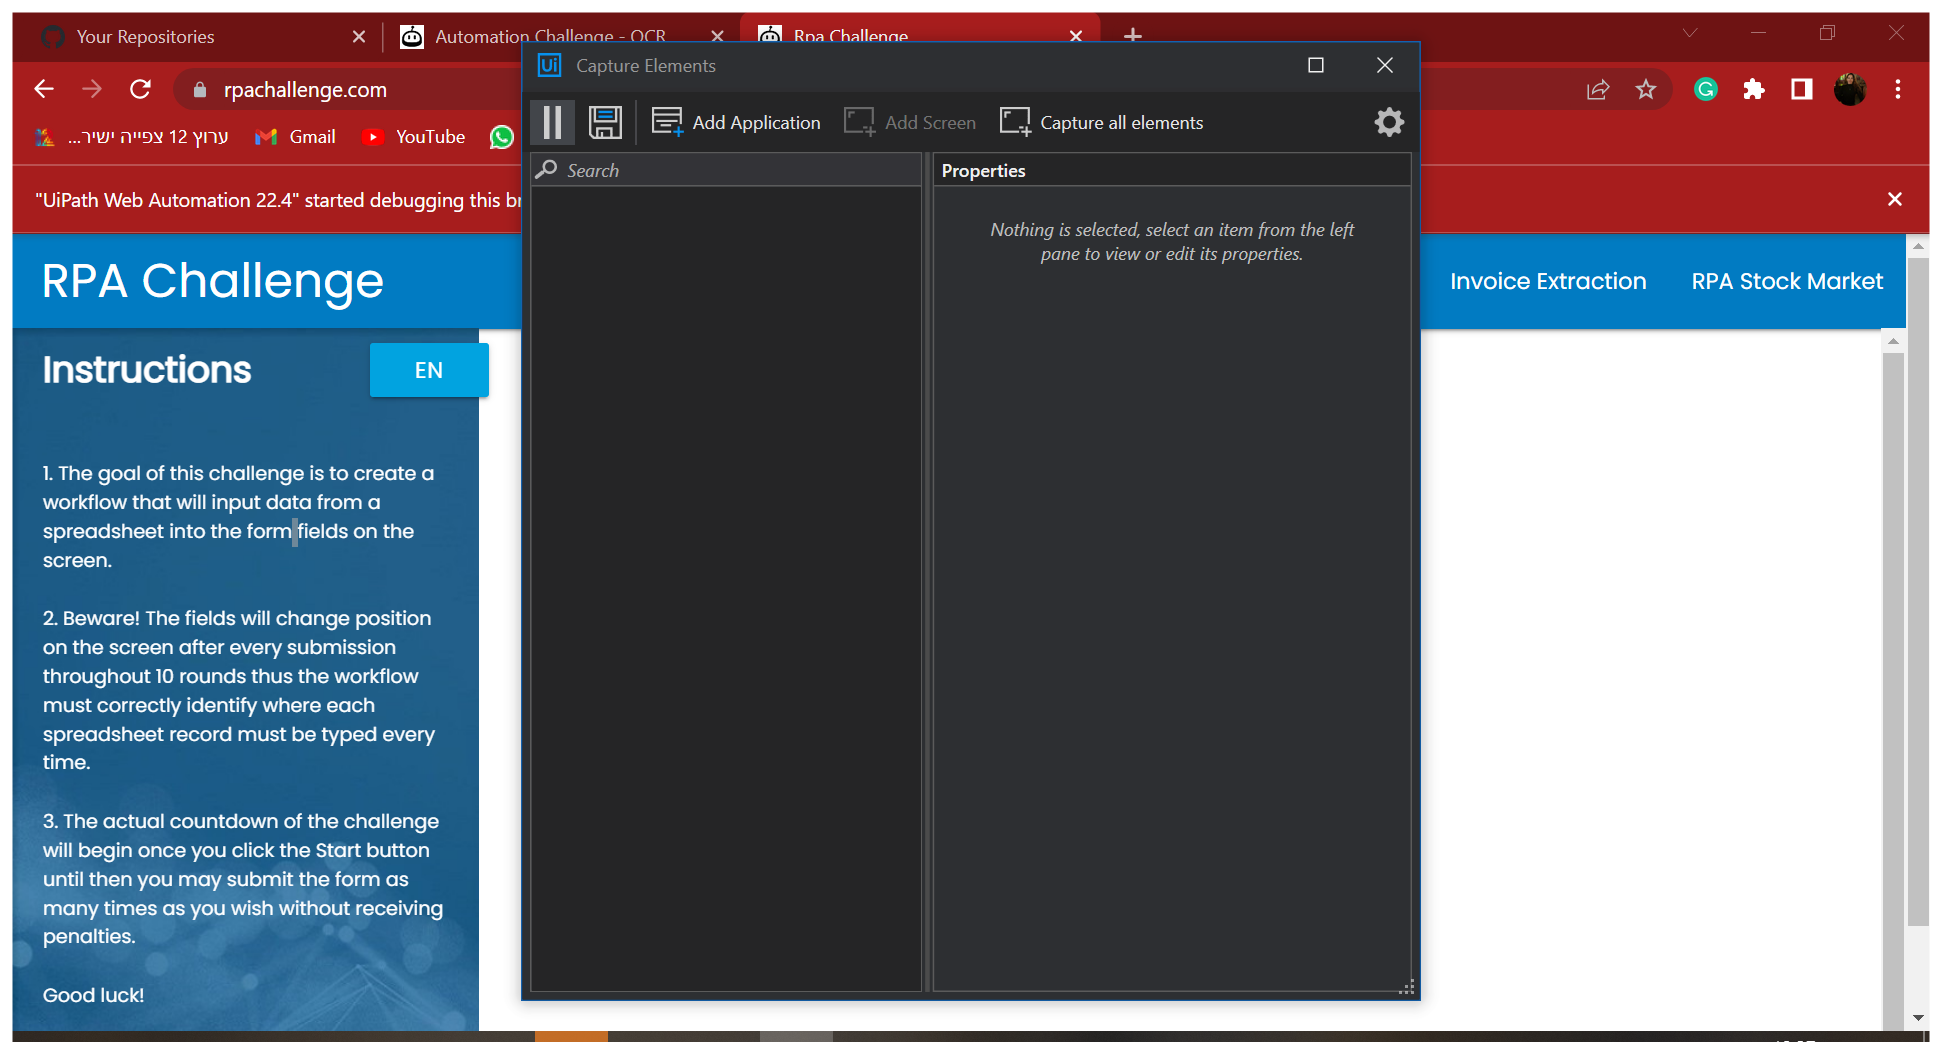 Your Repositories
Automation Challenge - OCR
Rpa Challenge
Ui Capture Elements
rpachallenge.com
Add Application
Add Screen
Capture all elements
ערוץ 12 צפייה ישיר...
Gmail
YouTube
Search
Properties
"UiPath Web Automation 22.4" started debugging this br
Nothing is selected, select an item from the left
pane to view or edit its properties.
RPA Challenge
Invoice Extraction
RPA Stock Market
Instructions
EN
1. The goal of this challenge is to create a
workflow that will input data from a
spreadsheet into the form fields on the
screen.
2. Beware! The fields will change position
on the screen after every submission
throughout 10 rounds thus the workflow
must correctly identify where each
spreadsheet record must be typed every
time.
3. The actual countdown of the challenge
will begin once you click the Start button
until then you may submit the form as
many times as you wish without receiving
penalties.
Good luck!